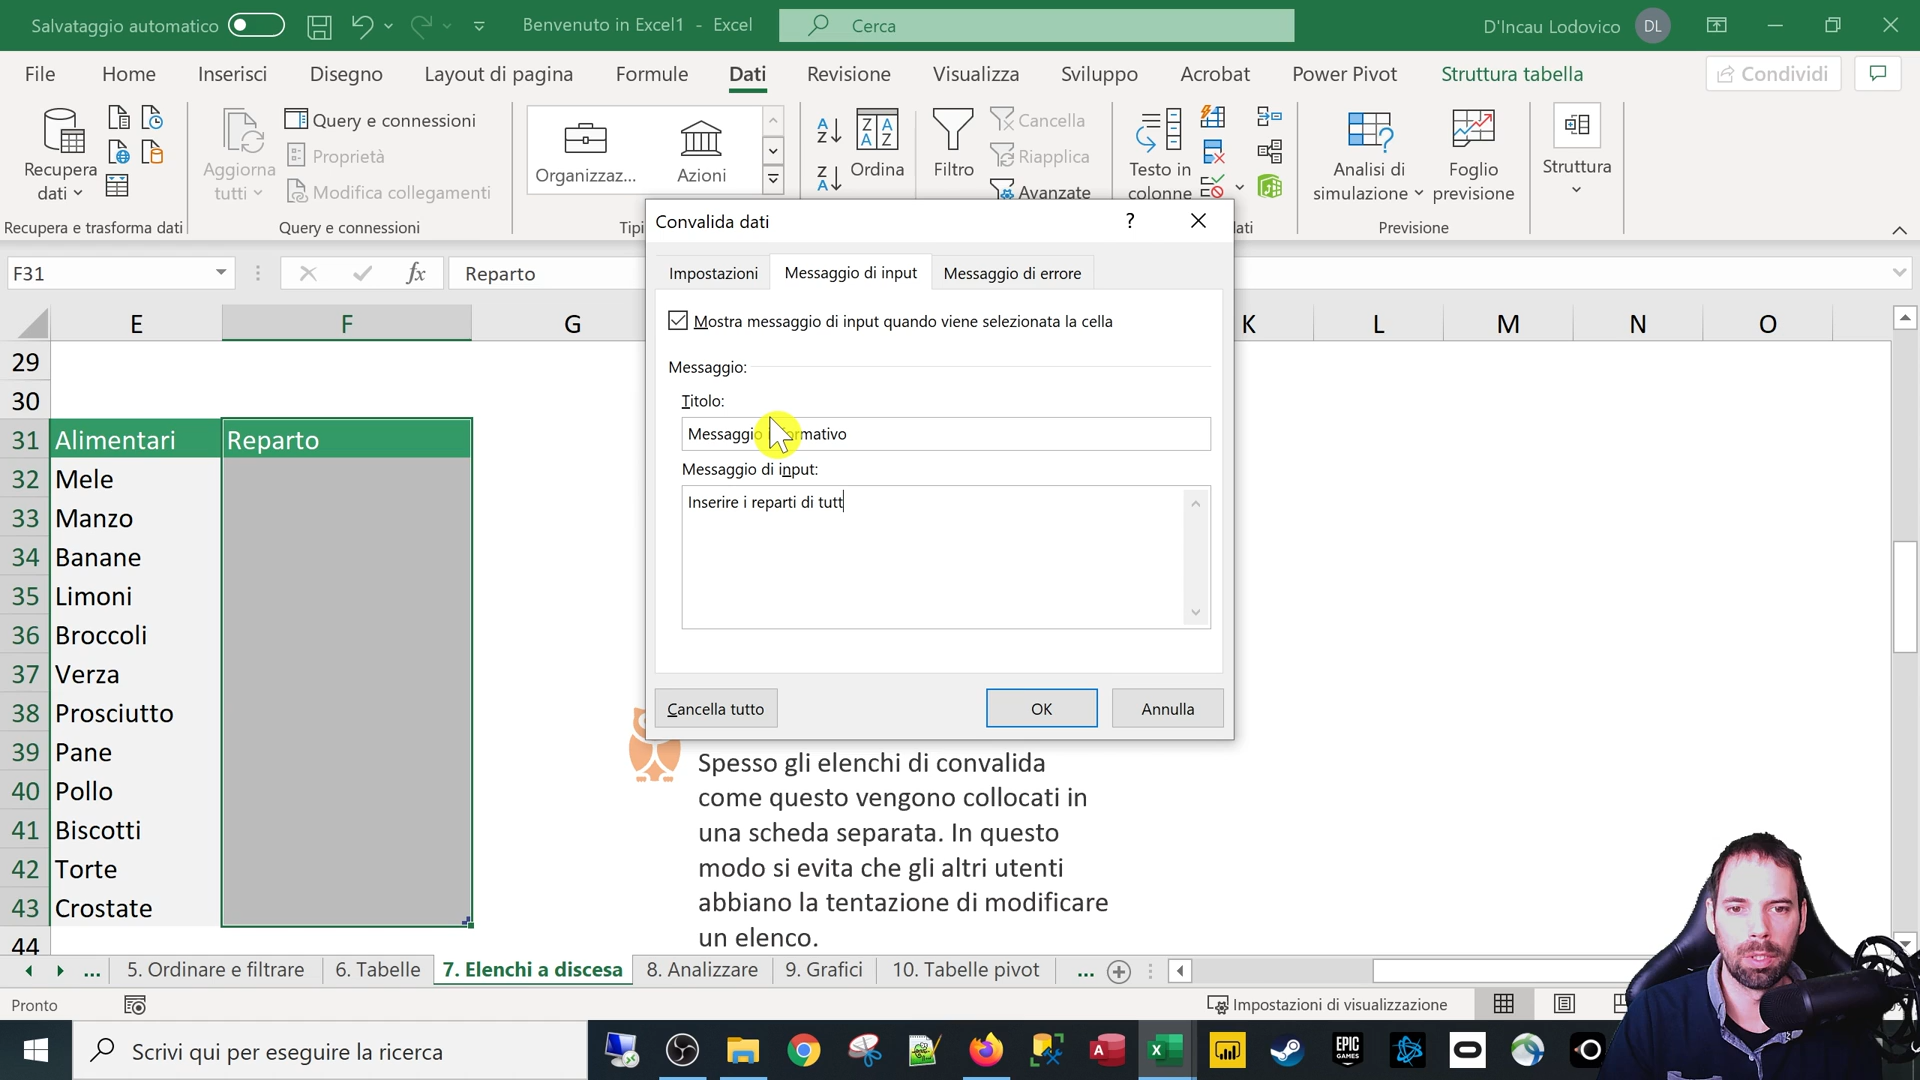 Salvataggio automatico
Benvenuto in Excel1 - Excel
Cerca
D'Incau Lodovico
DL
File
Home
Inserisci
Disegno
Layout di pagina
Formule
Dati
Revisione
Visualizza
Sviluppo
Acrobat
Power Pivot
Struttura tabella
Condividi
Recupera
dati
Aggiorna
tutti
Query e connessioni
Proprietà
Modifica collegamenti
Organizzaz...
Azioni
Ordina
Filtro
Cancella
Riapplica
Avanzate
Testo in
colonne
Analisi di
simulazione
Foglio
previsione
Struttura
Recupera e trasforma dati
Query e connessioni
Tipi
dati
Previsione
F31
fx
Reparto
Convalida dati
?
Impostazioni
Messaggio di input
Messaggio di errore
Mostra messaggio di input quando viene selezionata la cella
Messaggio:
Titolo:
Messaggio informativo
Messaggio di input:
Inserire i reparti di tutt
Cancella tutto
OK
Annulla
E F G K L M N O
29
30
31 Alimentari Reparto
32 Mele
33 Manzo
34 Banane
35 Limoni
36 Broccoli
37 Verza
38 Prosciutto
39 Pane
40 Pollo
41 Biscotti
42 Torte
43 Crostate
44
Spesso gli elenchi di convalida
come questo vengono collocati in
una scheda separata. In questo
modo si evita che gli altri utenti
abbiano la tentazione di modificare
un elenco.
...
5. Ordinare e filtrare
6. Tabelle
7. Elenchi a discesa
8. Analizzare
9. Grafici
10. Tabelle pivot
...
Pronto
Impostazioni di visualizzazione
Scrivi qui per eseguire la ricerca
EPIC
GAMES